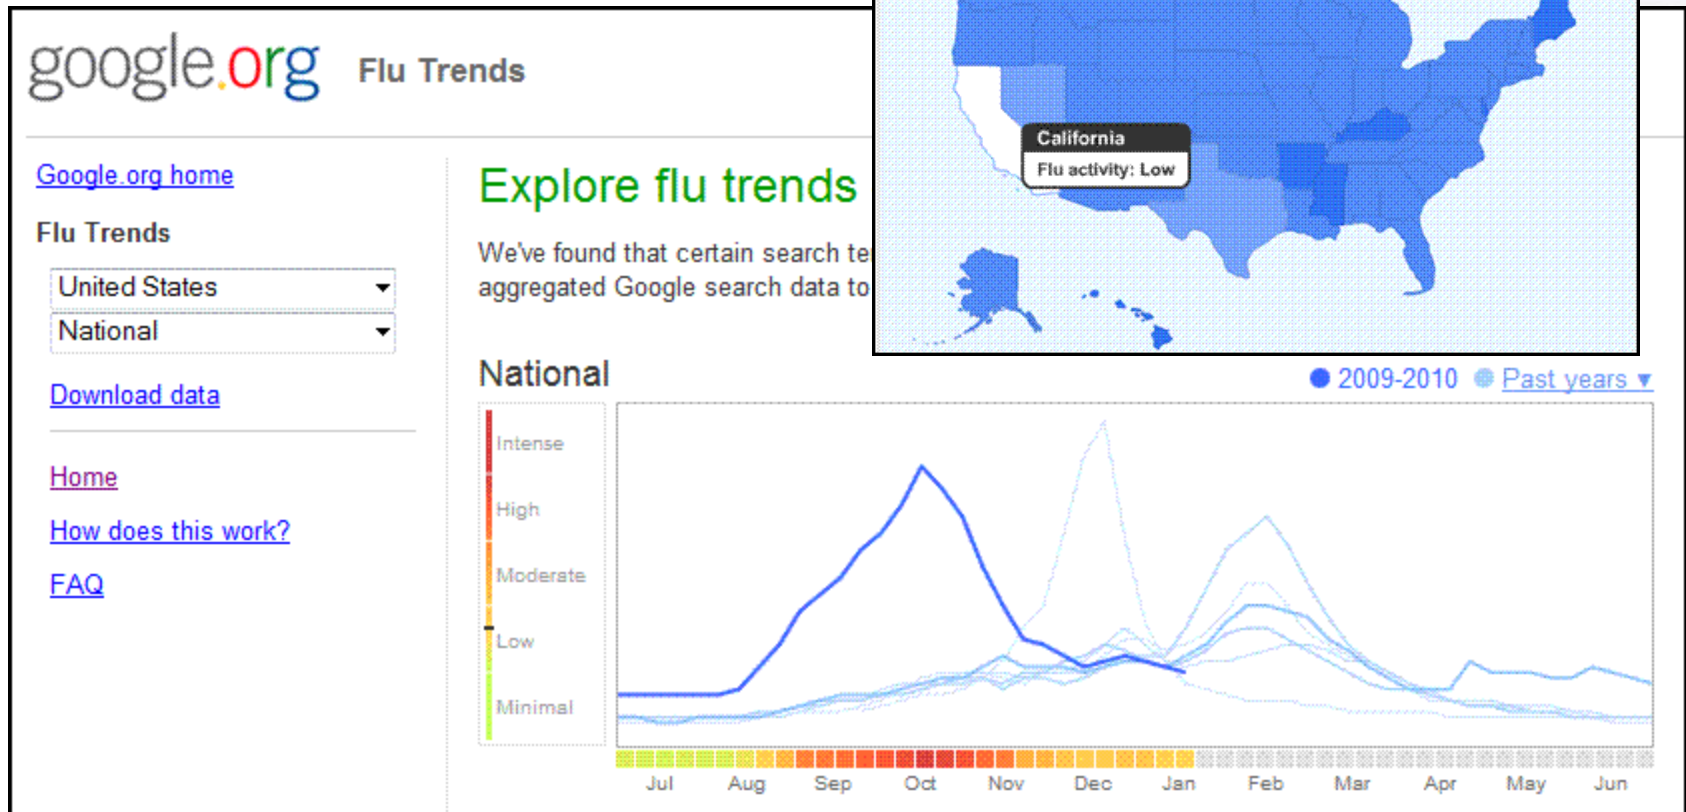 google.org Flu Trends
Google.org home
Flu Trends
United States
National
Download data
Home
How does this work?
FAQ
Explore flu trends
We've found that certain search
aggregated Google search data to
California
Flu activity: Low
National
2009-2010 Past years ▼
Intense
High
Moderate
Low
Minimal
Jul Aug Sep Oct Nov Dec Jan Feb Mar Apr May Jun